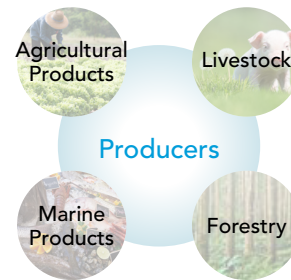 Agricultural
Products
Livestock
Producers
Marine
Products
Forestry